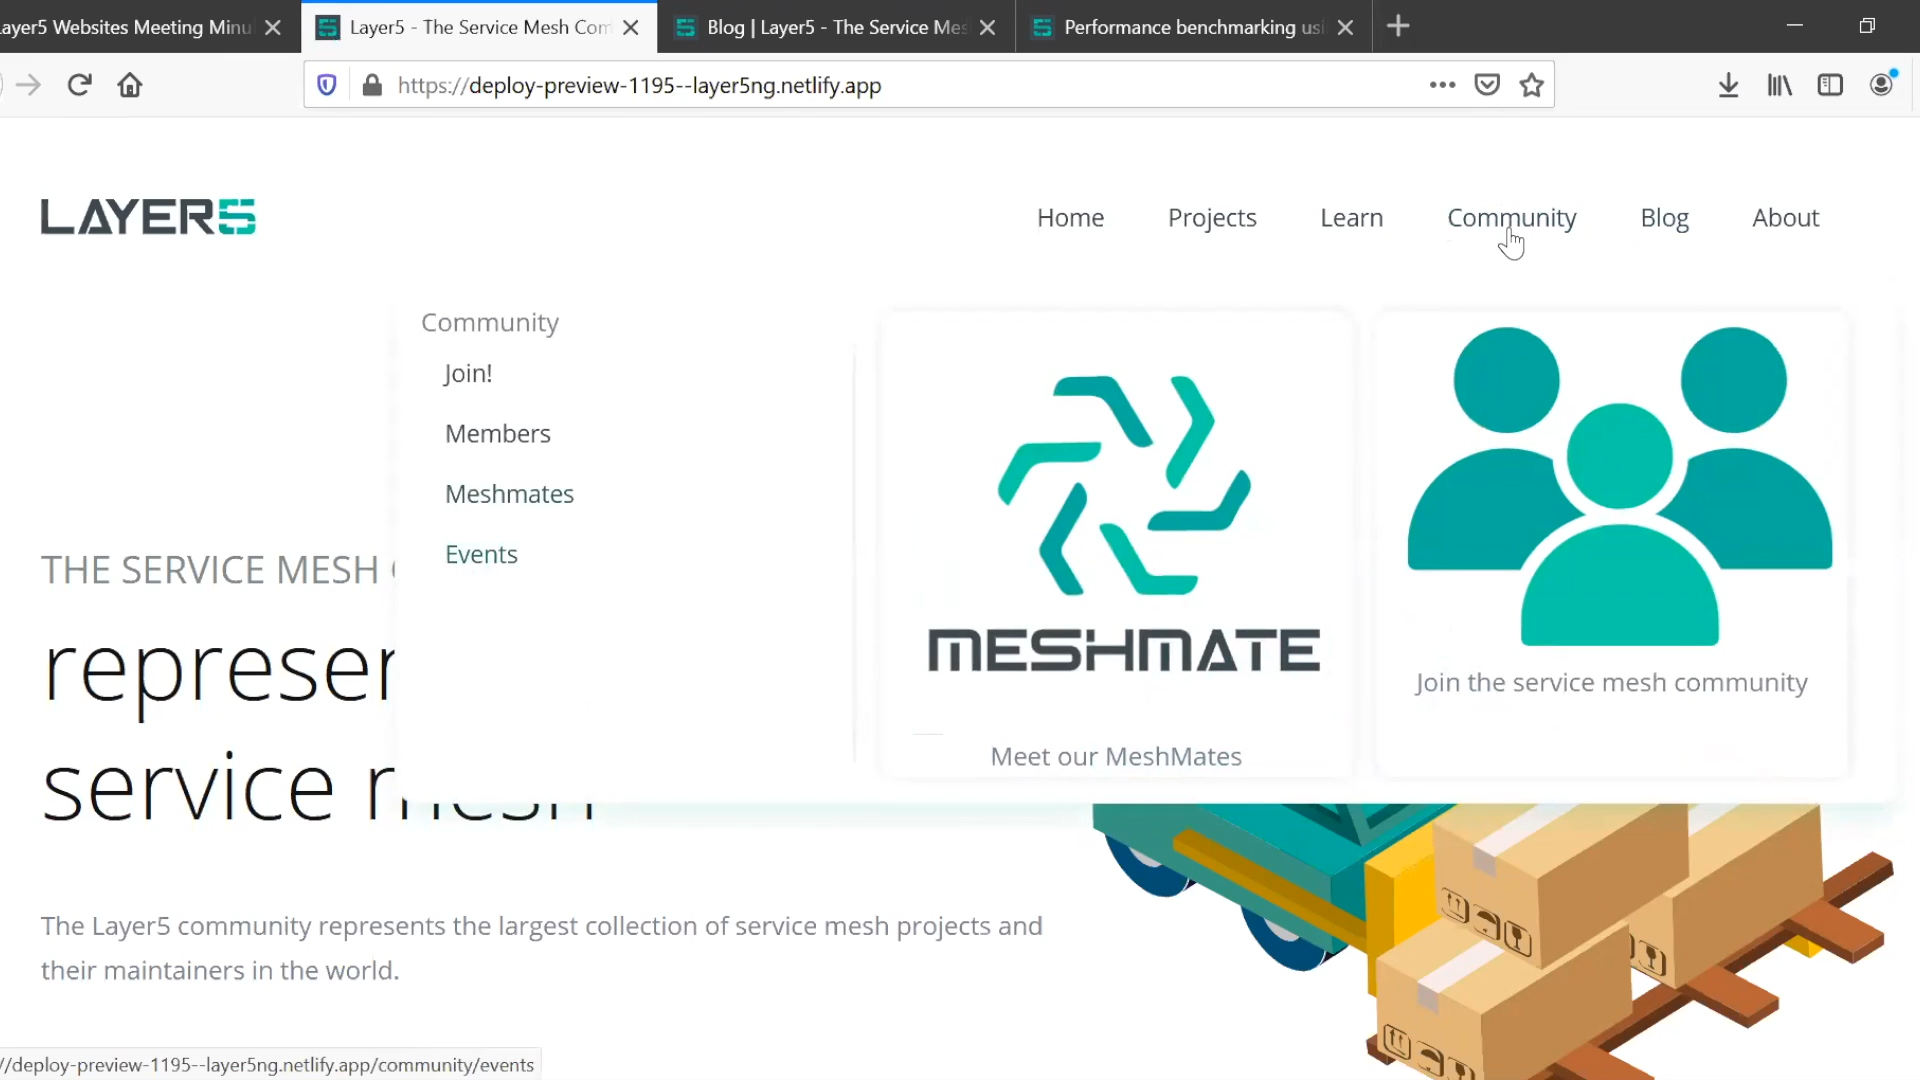 ayer5 Websites Meeting Minu
Layer5 - The Service Mesh Com
Blog | Layer5 - The Service Mes
Performance benchmarking usi
https://deploy-preview-1195--layer5ng.netlify.app
LAYER5
Home
Projects
Learn
Community
Blog
About
Community
Join!
Members
Meshmates
Events
MESHMATE
Meet our MeshMates
Join the service mesh community
THE SERVICE MESH
represen
service mesh
The Layer5 community represents the largest collection of service mesh projects and
their maintainers in the world.
//deploy-preview-1195--layer5ng.netlify.app/community/events